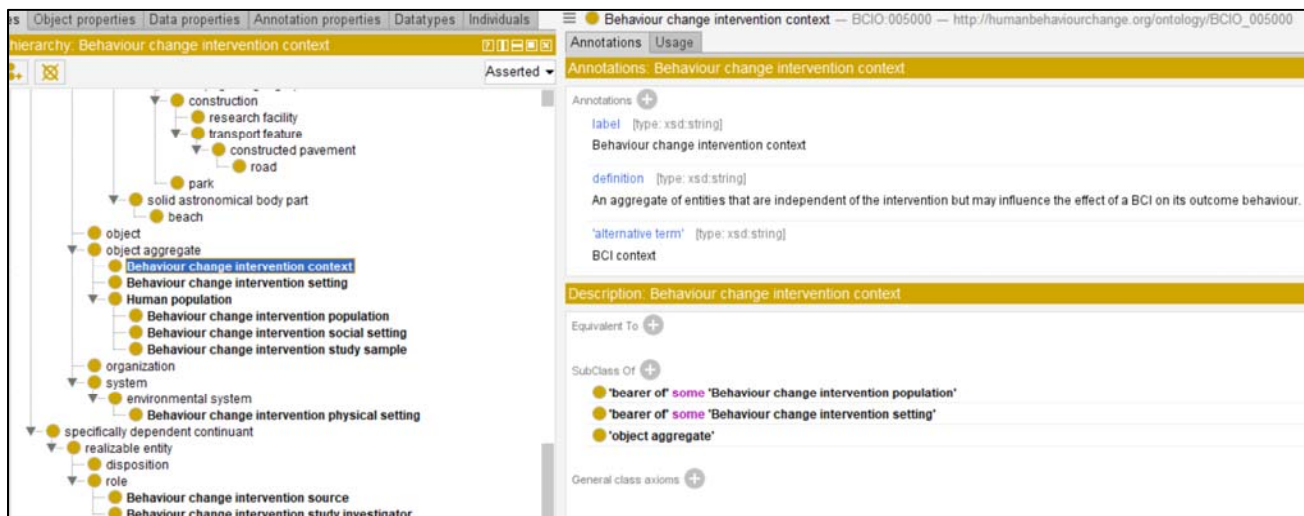 es Object properties Data properties Annotation properties Datatypes Individuals
hierarchy: Behaviour change intervention context
Asserted
construction
research facility
transport feature
constructed pavement
road
park
solid astronomical body part
beach
object
object aggregate
Behaviour change intervention context
Behaviour change intervention setting
Human population
Behaviour change intervention population
Behaviour change intervention social setting
Behaviour change intervention study sample
organization
system
environmental system
Behaviour change intervention physical setting
specifically dependent continuant
realizable entity
disposition
role
Behaviour change intervention source
Behaviour change intervention study investigator
Behaviour change intervention context — BCIO:005000 — http://humanbehaviourchange.org/ontology/BCIO_005000
Annotations Usage
Annotations: Behaviour change intervention context
Annotations
label [type: xsd:string]
Behaviour change intervention context
definition [type: xsd:string]
An aggregate of entities that are independent of the intervention but may influence the effect of a BCI on its outcome behaviour.
'alternative term' [type: xsd:string]
BCI context
Description: Behaviour change intervention context
Equivalent To
SubClass Of
'bearer of' some 'Behaviour change intervention population'
'bearer of' some 'Behaviour change intervention setting'
'object aggregate'
General class axioms